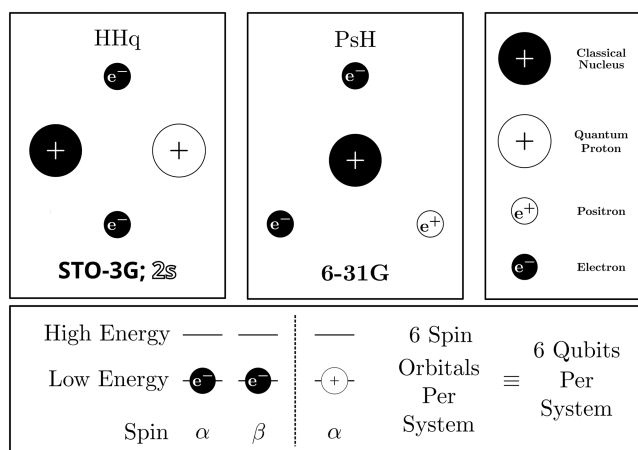 HHq
e⁻
+
+
e⁻
STO-3G; 2s
PsH
e⁻
+
e⁻
e⁺
6-31G
+
Classical
Nucleus
+
Quantum
Proton
e⁺
Positron
e⁻
Electron
High Energy
Low Energy
e⁻
e⁻
+
Spin
α
β
α
6 Spin
Orbitals
Per
System
≡
6 Qubits
Per
System